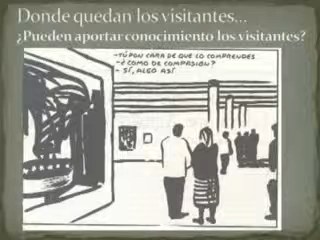 Donde quedan los visitantes...
¿Pueden aportar conocimiento los visitantes?
-TÚ PON CARA DE QUE LO COMPRENDES
-¿COMO DE COMPASIÓN?
- SÍ, ALGO ASÍ